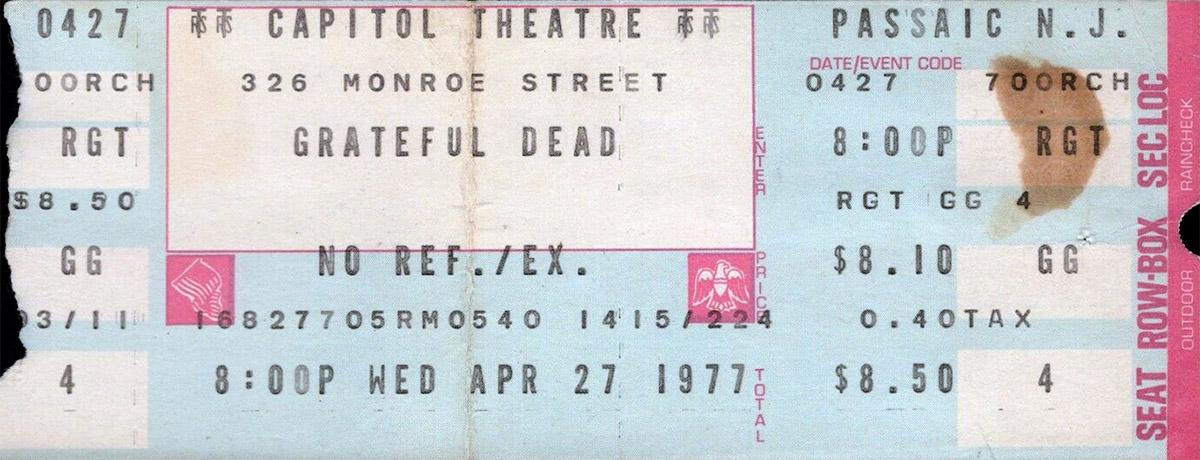 0427
OORCH
RGT
$8.50
GG
03/11
4
CAPITOL THEATRE
326 MONROE STREET
GRATEFUL DEAD
NO REF./EX.
16827705RM0540 1415/224
8:00P WED APR 27 1977
ENTER
PRICE
TOTAL
PASSAIC N.J.
DATE/EVENT CODE
0427 7OORCH
8:00P RGT
RGT GG 4
$8.10 GG
0.40TAX
$8.50 4
SEAT ROW-BOX SEC LOC
OUTDOOR RAINCHECK